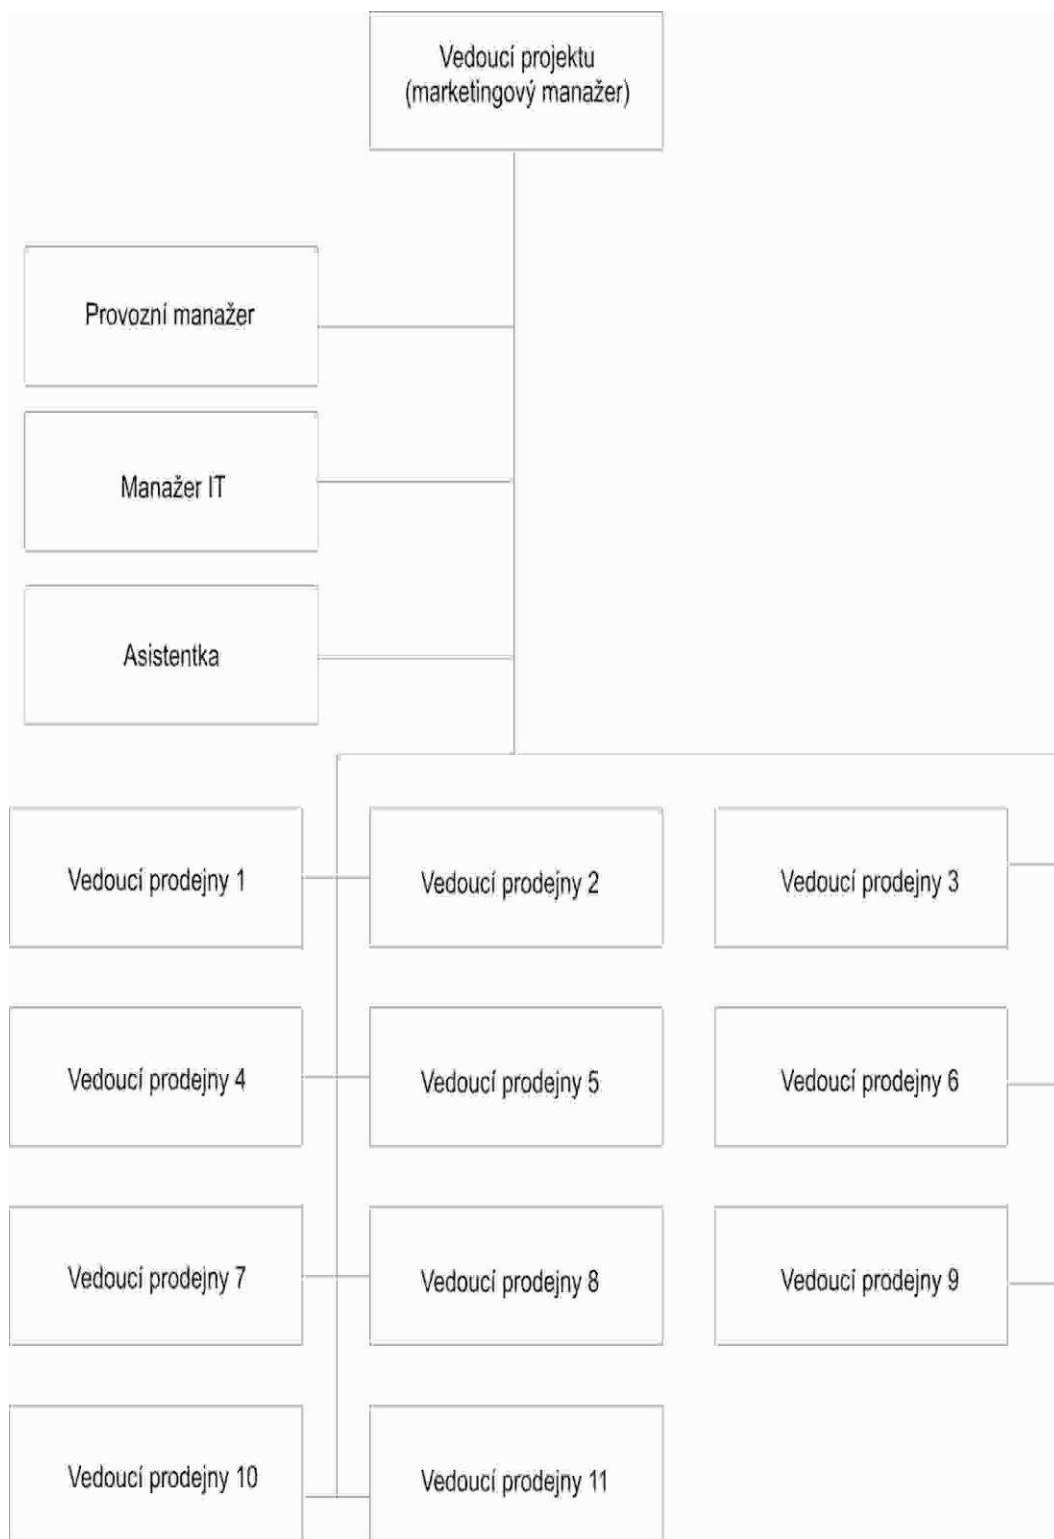 Vedoucí projektu
(marketingový manažer)
Provozní manažer
Manažer IT
Asistentka
Vedoucí prodejny 1
Vedoucí prodejny 2
Vedoucí prodejny 3
Vedoucí prodejny 4
Vedoucí prodejny 5
Vedoucí prodejny 6
Vedoucí prodejny 7
Vedoucí prodejny 8
Vedoucí prodejny 9
Vedoucí prodejny 10
Vedoucí prodejny 11